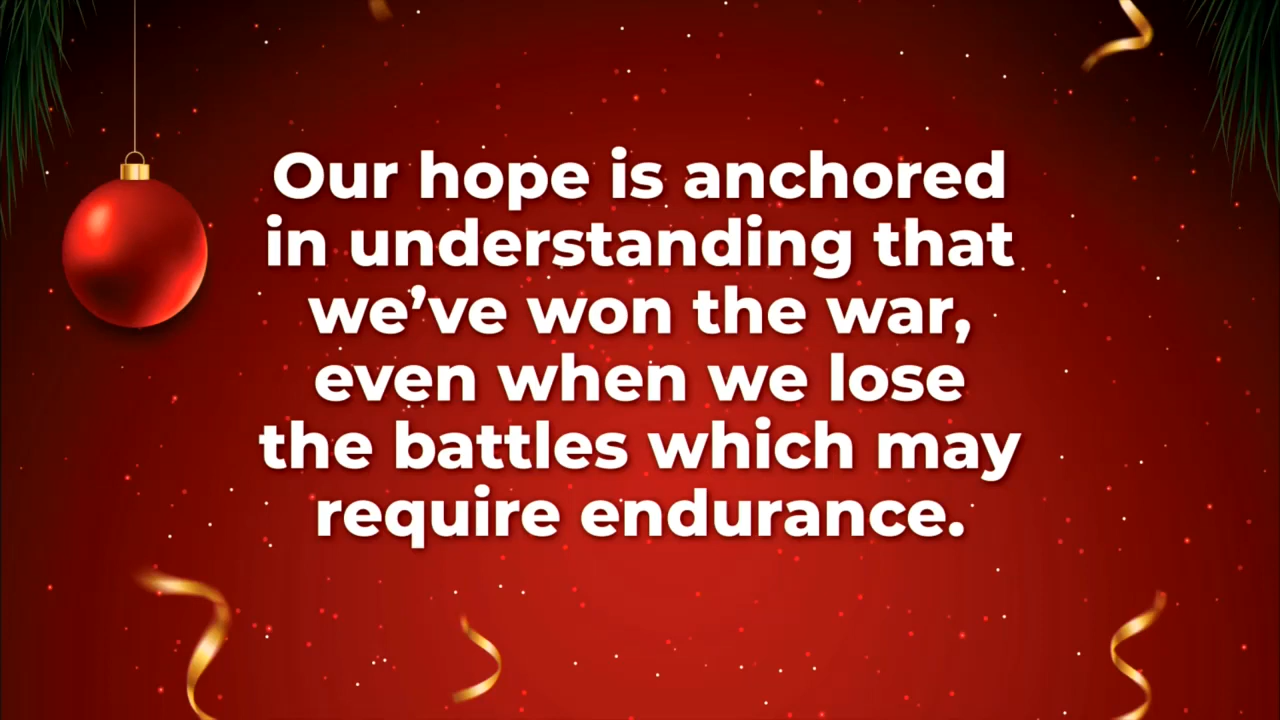 Our hope is anchored
in understanding that
we’ve won the war,
even when we lose
the battles which may
require endurance.